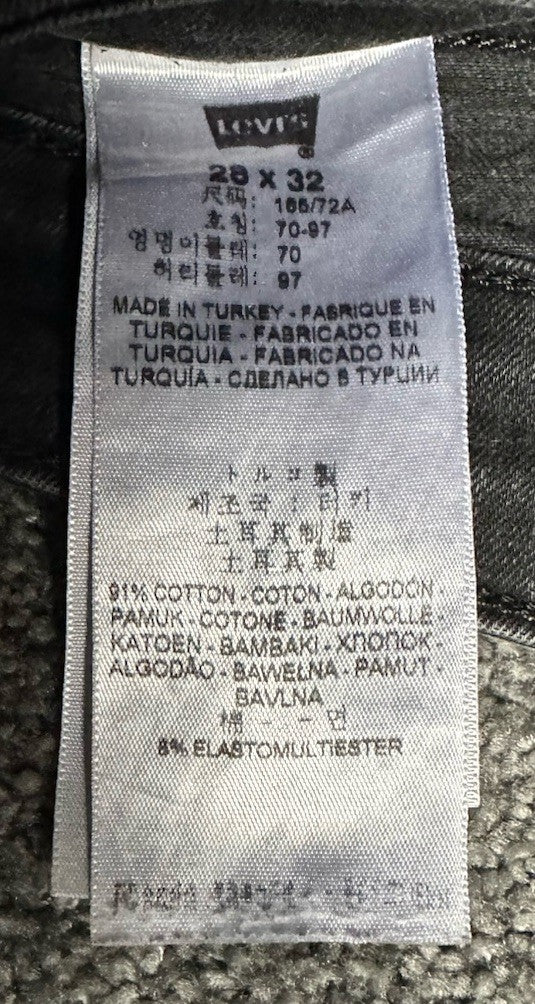 LEVI'S
®
28 X 32
尺码: 165/72A
호칭: 70-97
엉덩이둘레: 70
허리둘레: 97
MADE IN TURKEY - FABRIQUE EN
TURQUIE - FABRICADO EN
TURQUIA - FABRICADO NA
TURQUÍA - СДЕЛАНО В ТУРЦИИ
トルコ製
제조국 : 터키
土耳其制造
土耳其製
91% COTTON - COTON - ALGODÓN -
PAMUK - COTONE - BAUMWOLLE -
KATOEN - BAMBAKI - ХЛОПОК -
ALGODÃO - BAWEŁNA - PAMUT -
BAVLNA
棉 - - 면
8% ELASTOMULTIESTER